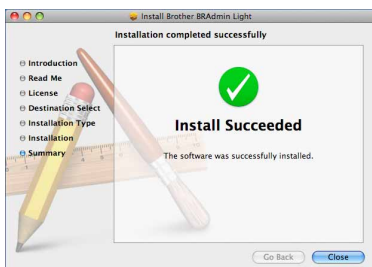 Install Brother BRAdmin Light
Installation completed successfully
Introduction
Read Me
License
Destination Select
Installation Type
Installation
Summary
Install Succeeded
The software was successfully installed.
Go Back
Close